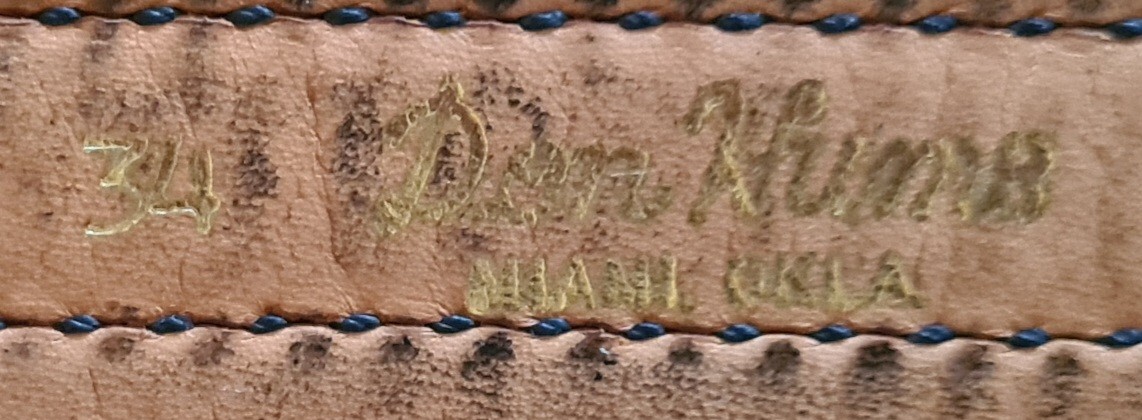 34 Don Hume
MIAMI, OKLA